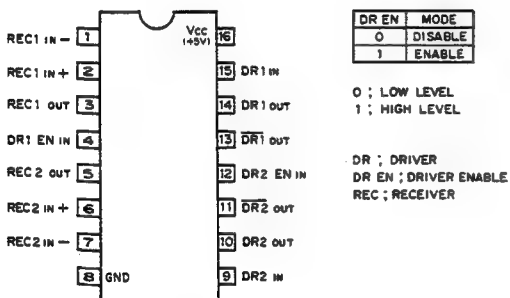 REC1 IN - 1
REC1 IN + 2
REC1 OUT 3
DR1 EN IN 4
REC2 OUT 5
REC2 IN + 6
REC2 IN - 7
8 GND
Vcc 16
(+5V)
15 DR1 IN
14 DR1 OUT
13 D̅R̅1̅ OUT
12 DR2 EN IN
11 D̅R̅2̅ OUT
10 DR2 OUT
9 DR2 IN
DR EN MODE
0 DISABLE
1 ENABLE
0 ; LOW LEVEL
1 ; HIGH LEVEL
DR ; DRIVER
DR EN ; DRIVER ENABLE
REC ; RECEIVER